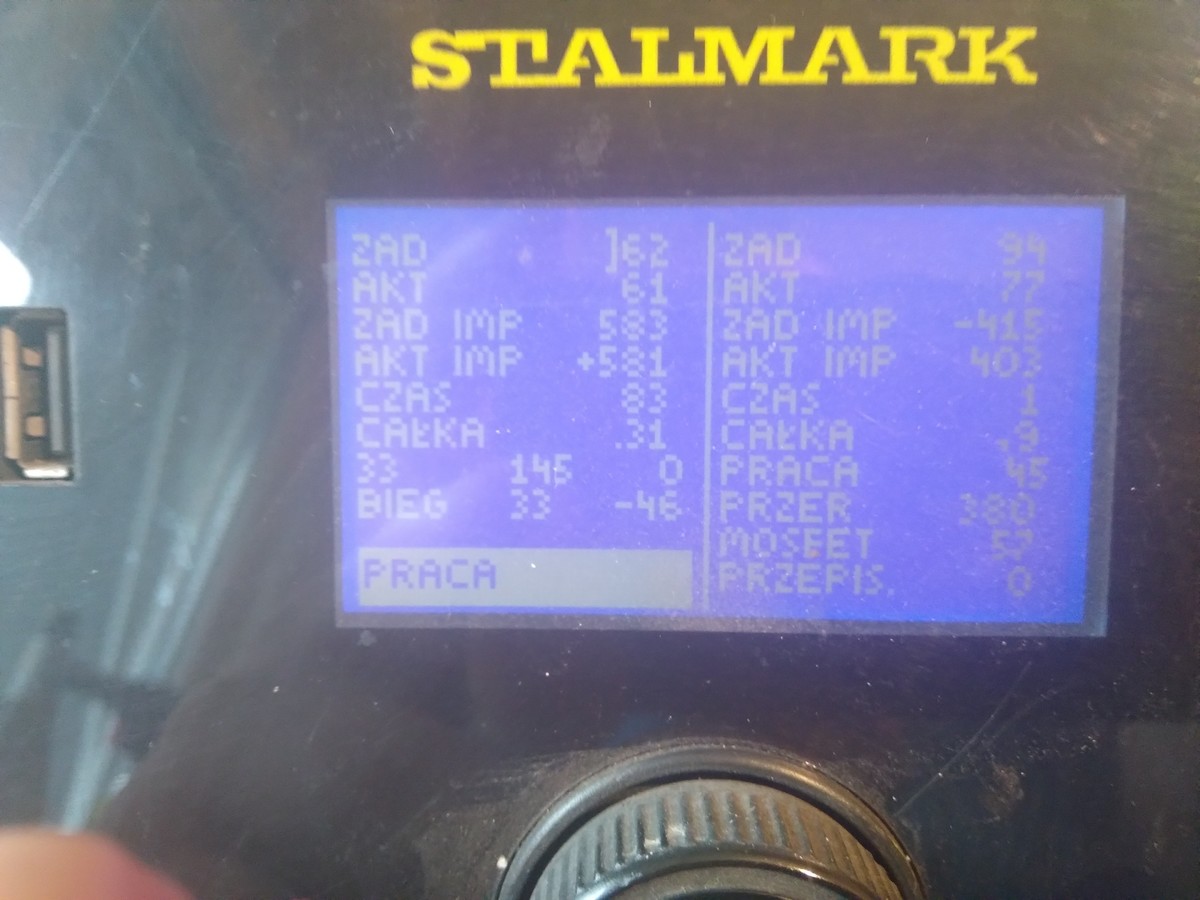 STALMARK
ZAD ]62
AKT 61
ZAD IMP 583
AKT IMP +581
CZAS 83
CAŁKA .31
33 145 0
BIEG 33 -46
PRACA
ZAD 94
AKT 77
ZAD IMP -415
AKT IMP 403
CZAS 1
CAŁKA .9
PRACA 45
PRZER 380
MOSFET 57
PRZEPIS. 0